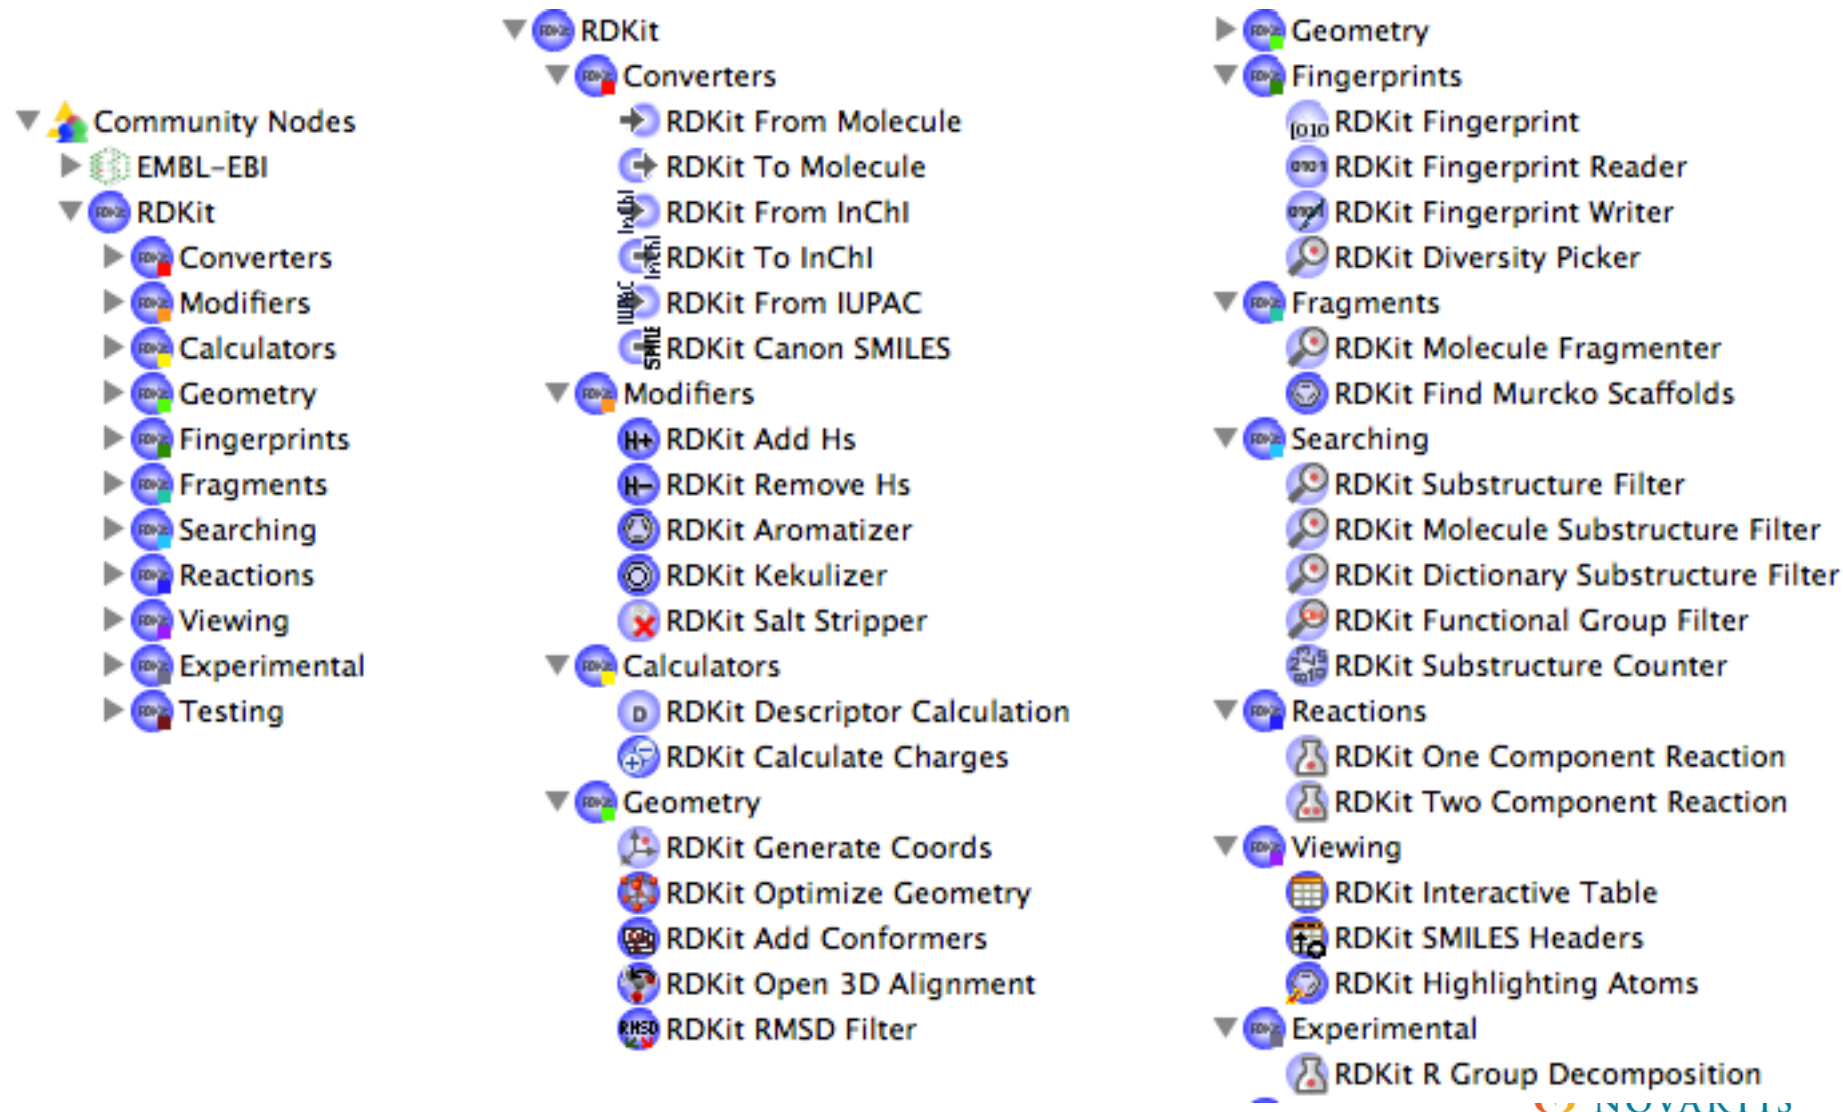 Community Nodes
EMBL-EBI
RDKit
Converters
Modifiers
Calculators
Geometry
Fingerprints
Fragments
Searching
Reactions
Viewing
Experimental
Testing
RDKit
Converters
RDKit From Molecule
RDKit To Molecule
RDKit From InChI
RDKit To InChI
RDKit From IUPAC
RDKit Canon SMILES
Modifiers
RDKit Add Hs
RDKit Remove Hs
RDKit Aromatizer
RDKit Kekulizer
RDKit Salt Stripper
Calculators
RDKit Descriptor Calculation
RDKit Calculate Charges
Geometry
RDKit Generate Coords
RDKit Optimize Geometry
RDKit Add Conformers
RDKit Open 3D Alignment
RDKit RMSD Filter
Geometry
Fingerprints
RDKit Fingerprint
RDKit Fingerprint Reader
RDKit Fingerprint Writer
RDKit Diversity Picker
Fragments
RDKit Molecule Fragmenter
RDKit Find Murcko Scaffolds
Searching
RDKit Substructure Filter
RDKit Molecule Substructure Filter
RDKit Dictionary Substructure Filter
RDKit Functional Group Filter
RDKit Substructure Counter
Reactions
RDKit One Component Reaction
RDKit Two Component Reaction
Viewing
RDKit Interactive Table
RDKit SMILES Headers
RDKit Highlighting Atoms
Experimental
RDKit R Group Decomposition